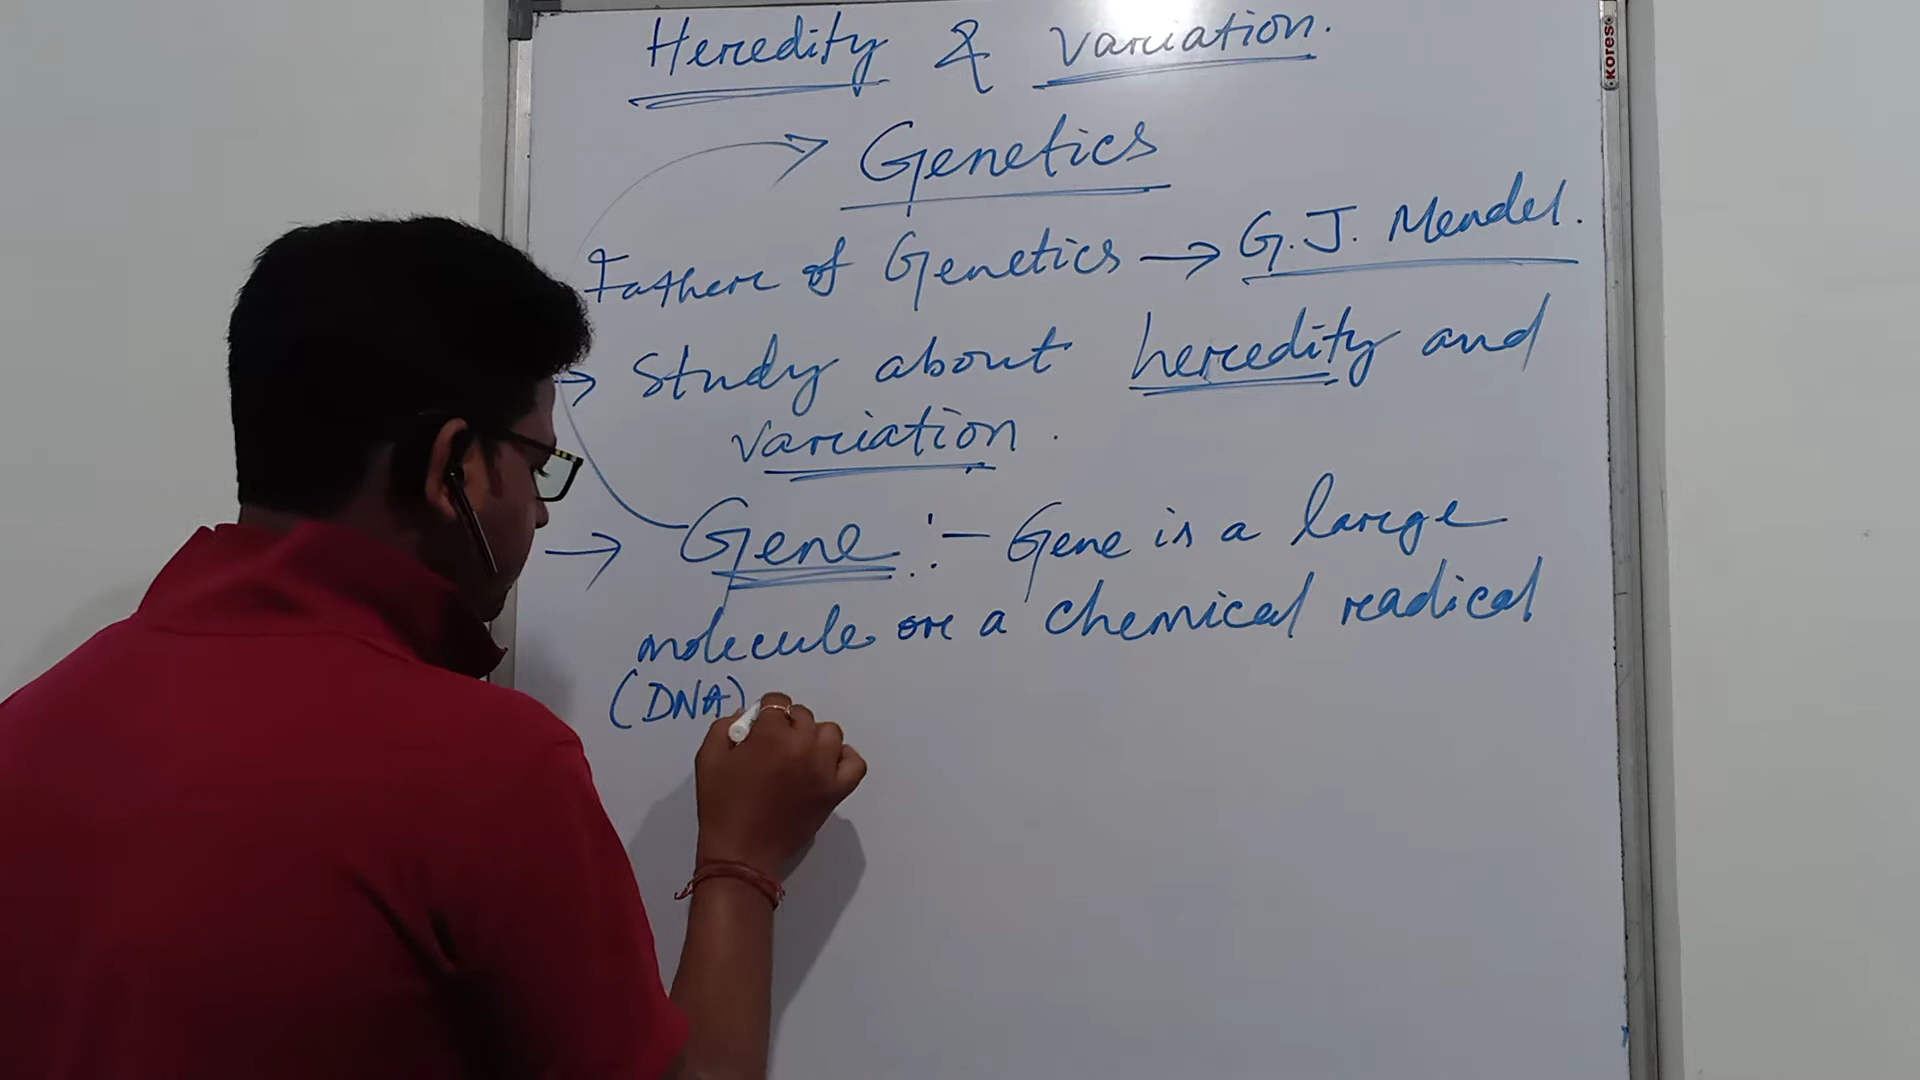 Heredity & Variation.
Genetics
Father of Genetics → G. J. Mendel.
→ Study about heredity and
variation.
→ Gene :- Gene is a large
molecule or a chemical radical
(DNA)
kores